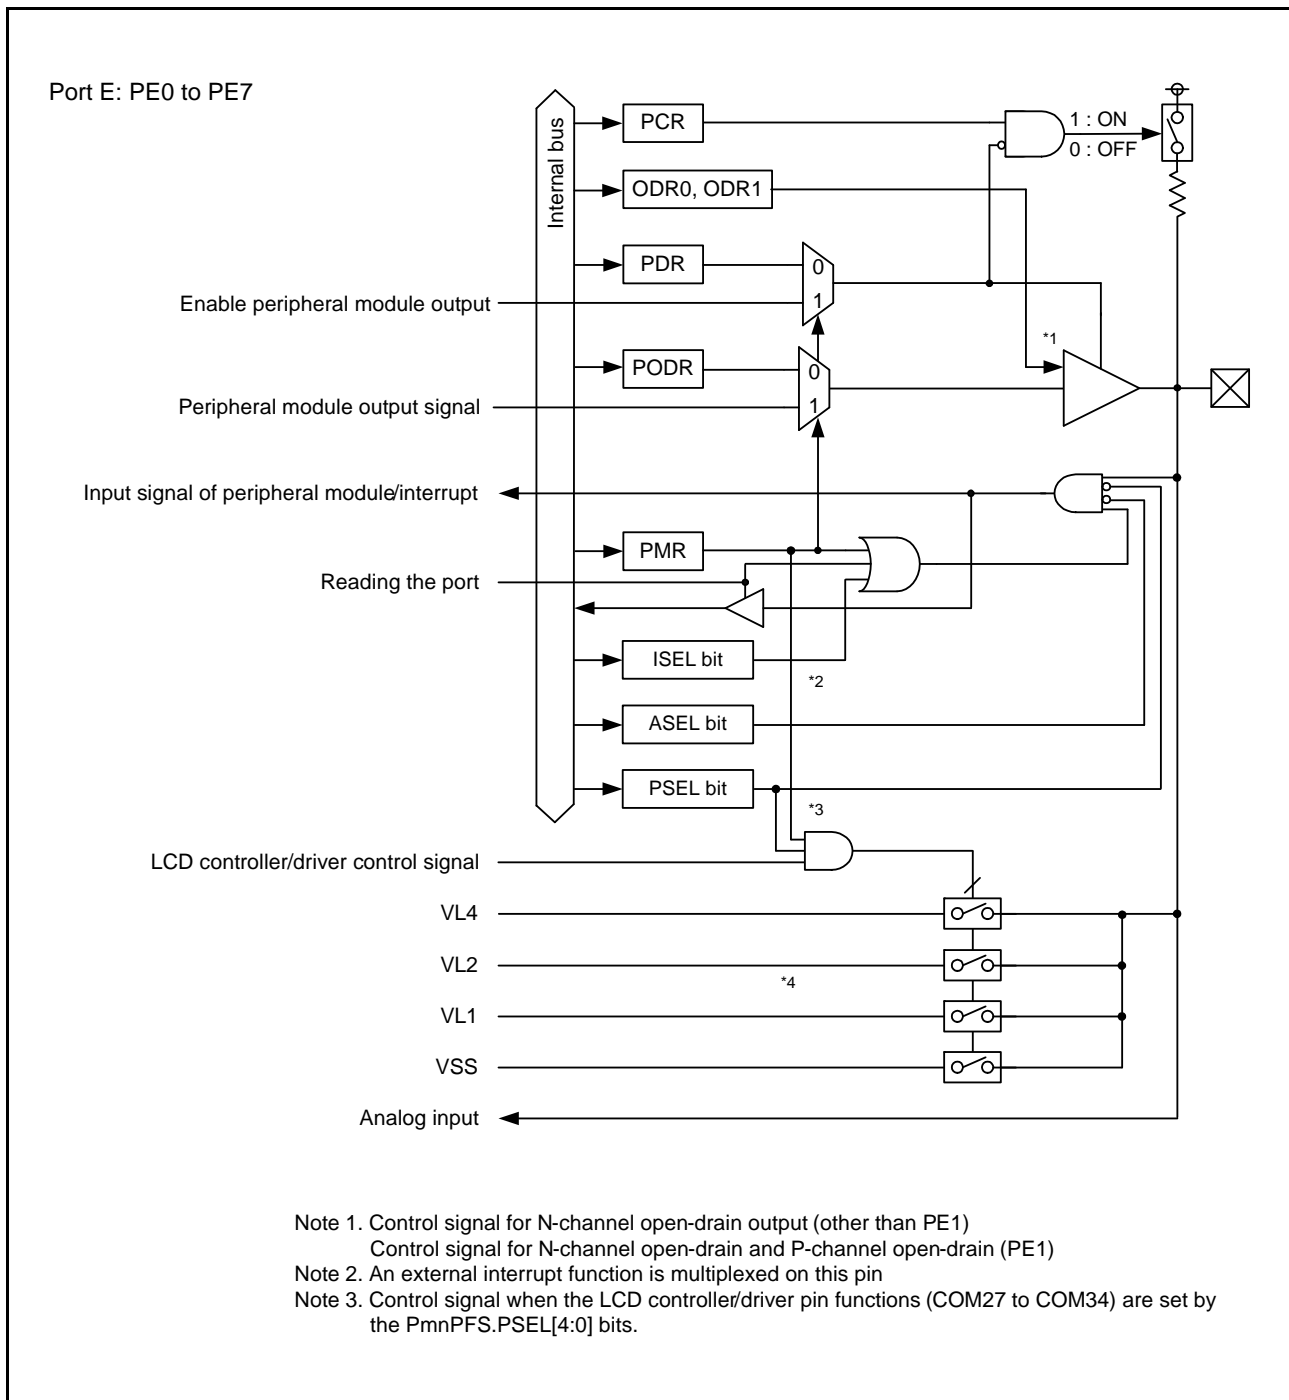 Port E: PE0 to PE7
Internal bus
PCR
1 : ON
0 : OFF
ODR0, ODR1
PDR
0
1
Enable peripheral module output
*1
PODR
0
1
Peripheral module output signal
Input signal of peripheral module/interrupt
PMR
Reading the port
ISEL bit
*2
ASEL bit
PSEL bit
*3
LCD controller/driver control signal
VL4
VL2
*4
VL1
VSS
Analog input
Note 1. Control signal for N-channel open-drain output (other than PE1)
Control signal for N-channel open-drain and P-channel open-drain (PE1)
Note 2. An external interrupt function is multiplexed on this pin
Note 3. Control signal when the LCD controller/driver pin functions (COM27 to COM34) are set by
the PmnPFS.PSEL[4:0] bits.